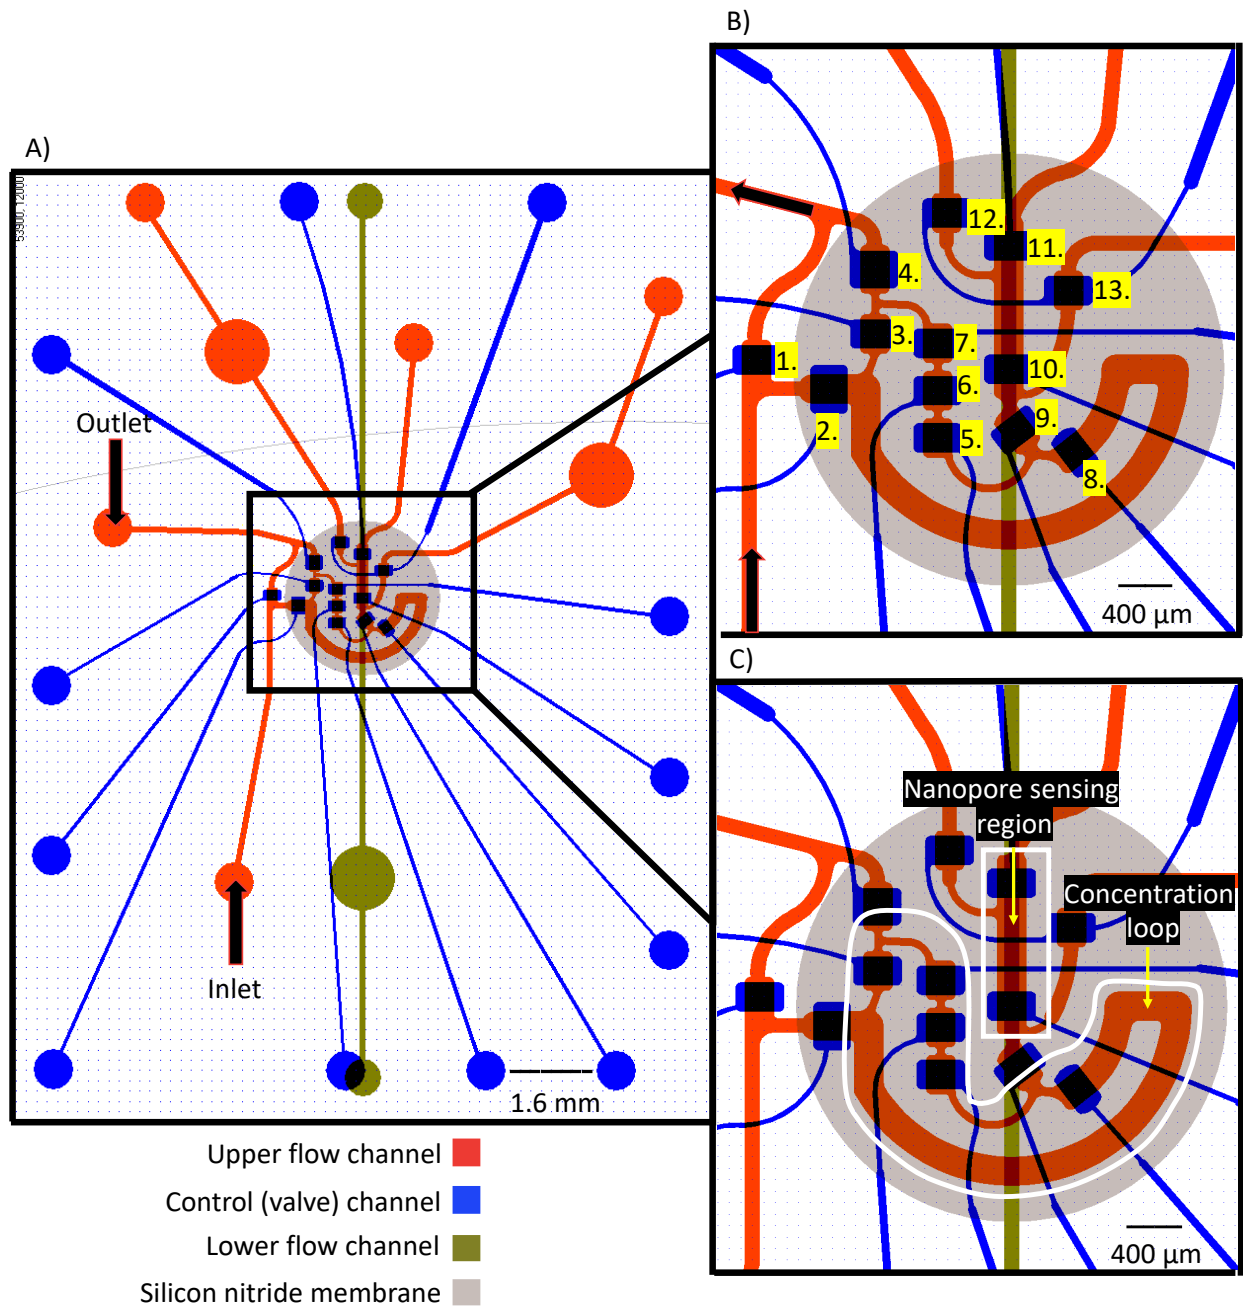 A)
53900, 12000
Outlet
Inlet
1.6 mm
Upper flow channel
Control (valve) channel
Lower flow channel
Silicon nitride membrane
B)
12.
11.
4.
13.
3.
7.
1.
10.
6.
2.
9.
5.
8.
400 µm
C)
Nanopore sensing
region
Concentration
loop
400 µm